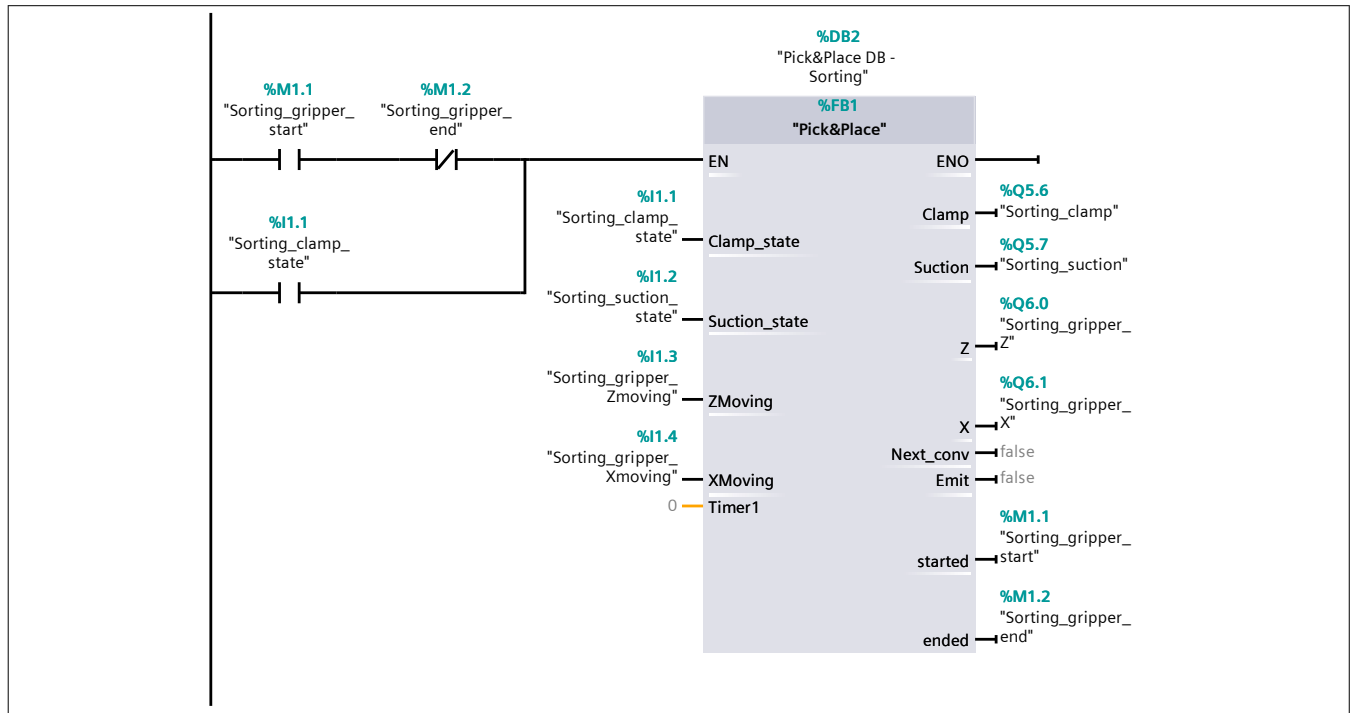 %DB2
"Pick&Place DB -
Sorting"
%M1.1
"Sorting_gripper_
start"
%M1.2
"Sorting_gripper_
end"
%FB1
"Pick&Place"
EN
ENO
%I1.1
"Sorting_clamp_
state"
%I1.1
"Sorting_clamp_
state"
Clamp_state
%I1.2
"Sorting_suction_
state"
Suction_state
%I1.3
"Sorting_gripper_
Zmoving"
ZMoving
%I1.4
"Sorting_gripper_
Xmoving"
XMoving
0
Timer1
Clamp
%Q5.6
"Sorting_clamp"
Suction
%Q5.7
"Sorting_suction"
Z
%Q6.0
"Sorting_gripper_
Z"
X
%Q6.1
"Sorting_gripper_
X"
Next_conv
false
Emit
false
started
%M1.1
"Sorting_gripper_
start"
ended
%M1.2
"Sorting_gripper_
end"